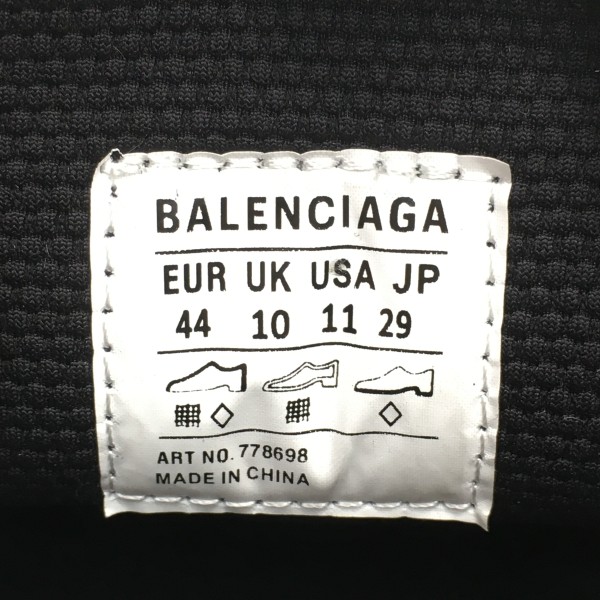 BALENCIAGA
EUR UK USA JP
44 10 11 29
ART NO. 778698
MADE IN CHINA